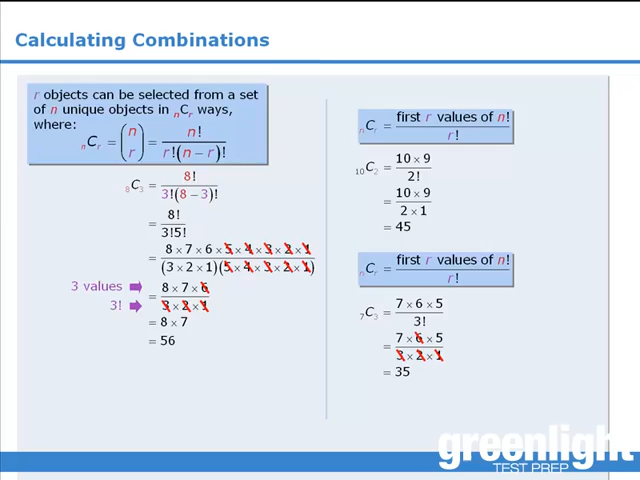 Calculating Combinations
r objects can be selected from a set
of n unique objects in nCr ways,
where:
nCr = (n r) = n! / r!(n − r)!
8C3 = 8! / 3!(8 − 3)!
= 8! / 3!5!
= 8 × 7 × 6 × 5 × 4 × 3 × 2 × 1 / (3 × 2 × 1)(5 × 4 × 3 × 2 × 1)
3 values
3!
= 8 × 7 × 6 / 3 × 2 × 1
= 8 × 7
= 56
nCr = first r values of n! / r!
10C2 = 10 × 9 / 2!
= 10 × 9 / 2 × 1
= 45
nCr = first r values of n! / r!
7C3 = 7 × 6 × 5 / 3!
= 7 × 6 × 5 / 3 × 2 × 1
= 35
greenlight
TEST PREP